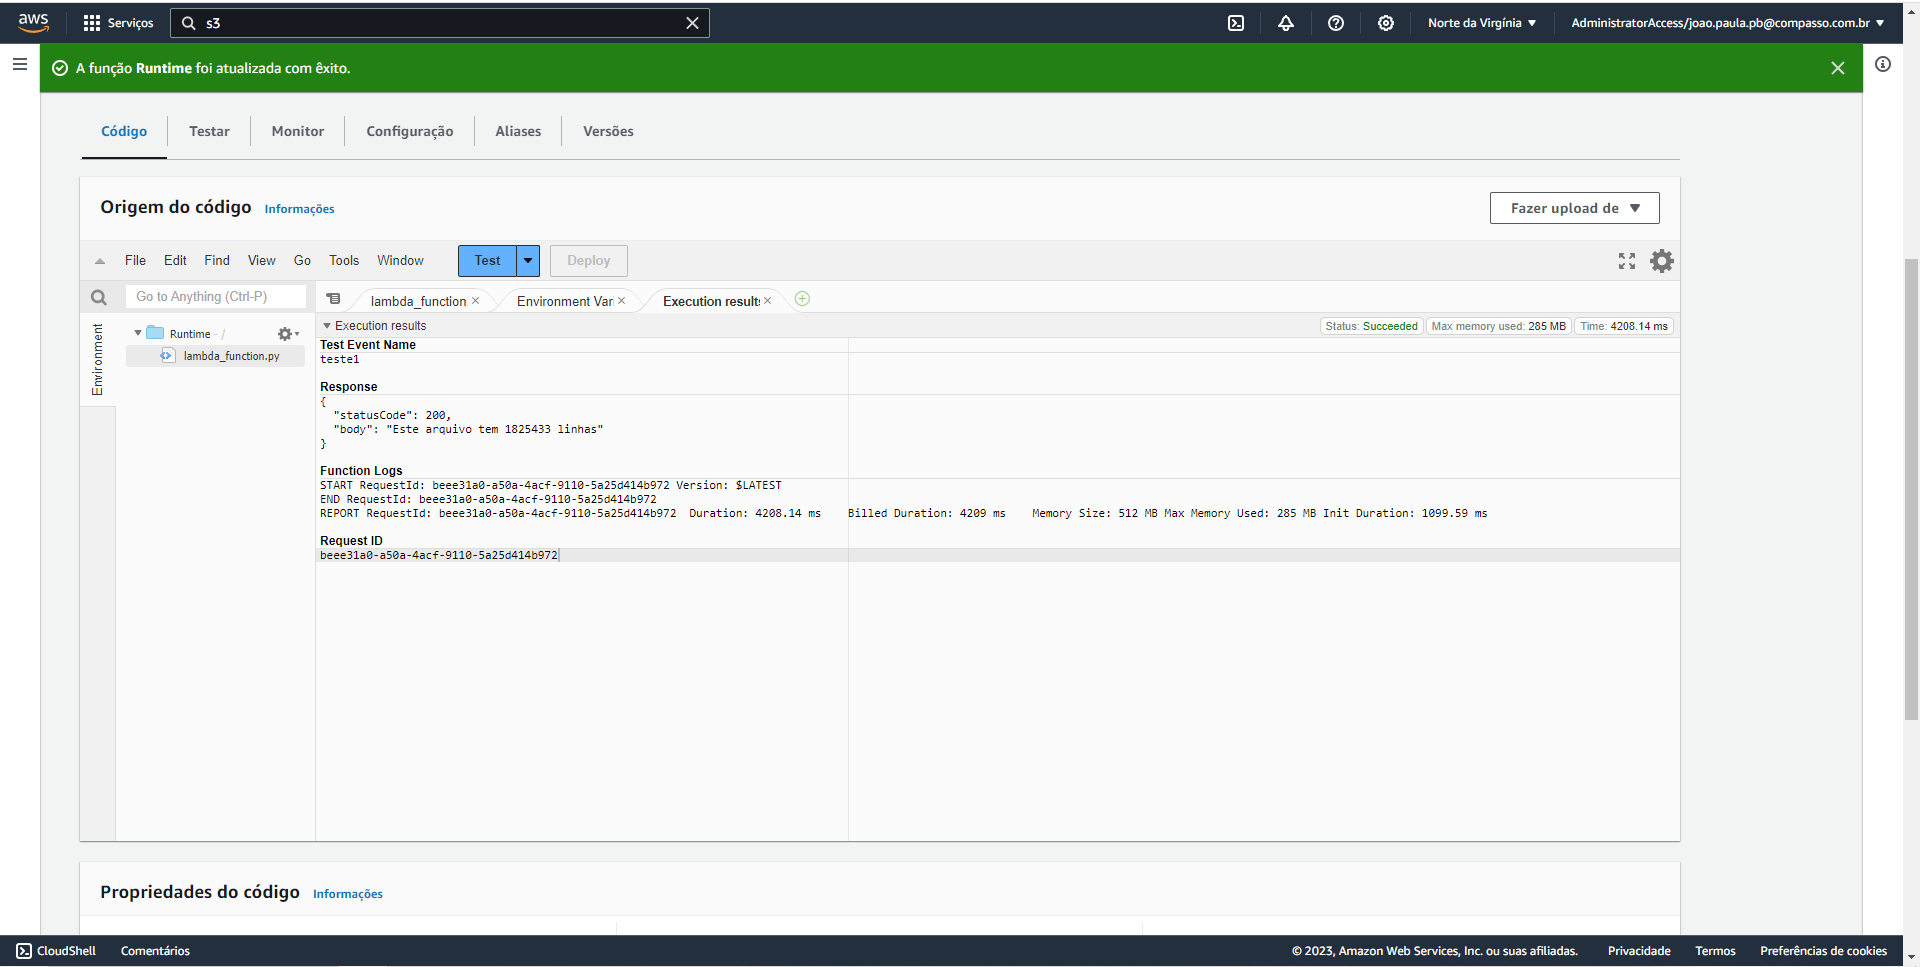 aws Serviços s3 Norte da Virgínia AdministratorAccess/joao.paula.pb@compasso.com.br
A função Runtime foi atualizada com êxito.
Código Testar Monitor Configuração Aliases Versões
Origem do código Informações Fazer upload de
File Edit Find View Go Tools Window Test Deploy
Go to Anything (Ctrl-P) lambda_function Environment Vari Execution results
Execution results Status: Succeeded Max memory used: 285 MB Time: 4208.14 ms
Environment
Runtime - /
lambda_function.py
Test Event Name
teste1
Response
{
"statusCode": 200,
"body": "Este arquivo tem 1825433 linhas"
}
Function Logs
START RequestId: beee31a0-a50a-4acf-9110-5a25d414b972 Version: $LATEST
END RequestId: beee31a0-a50a-4acf-9110-5a25d414b972
REPORT RequestId: beee31a0-a50a-4acf-9110-5a25d414b972 Duration: 4208.14 ms Billed Duration: 4209 ms Memory Size: 512 MB Max Memory Used: 285 MB Init Duration: 1099.59 ms
Request ID
beee31a0-a50a-4acf-9110-5a25d414b972
Propriedades do código Informações
CloudShell Comentários © 2023, Amazon Web Services, Inc. ou suas afiliadas. Privacidade Termos Preferências de cookies